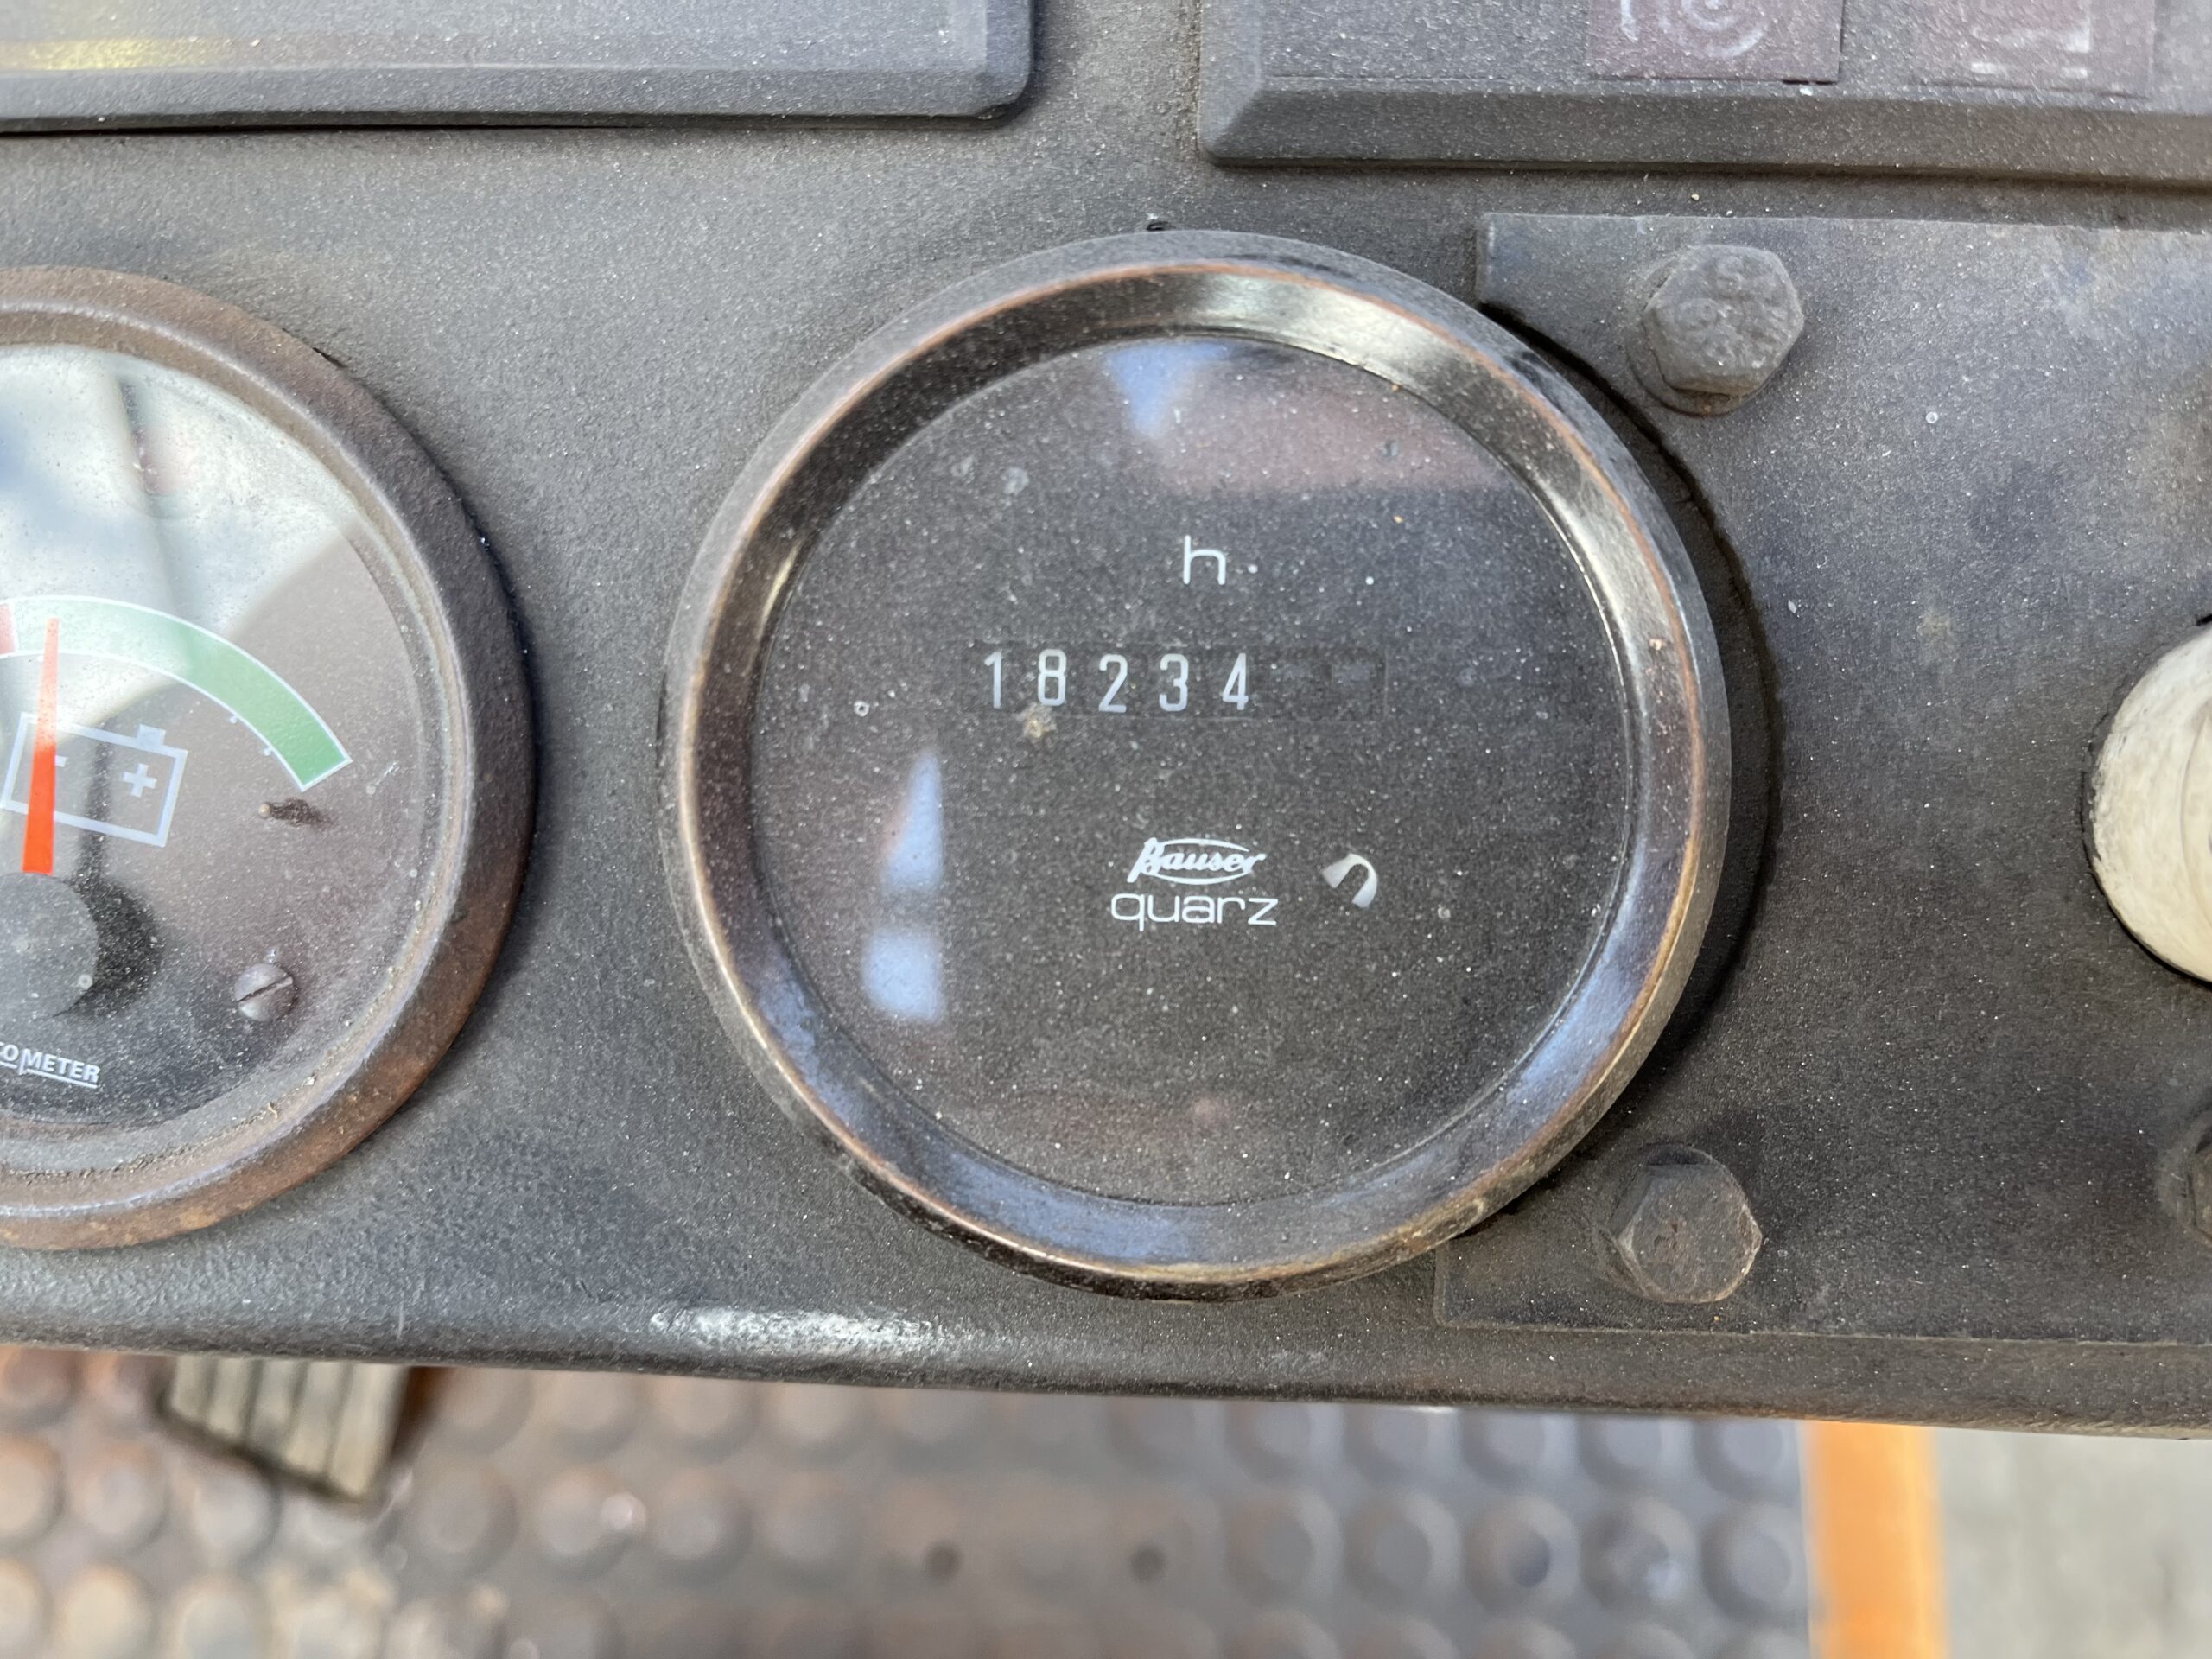 h
18234
Bauser
quarz
METER